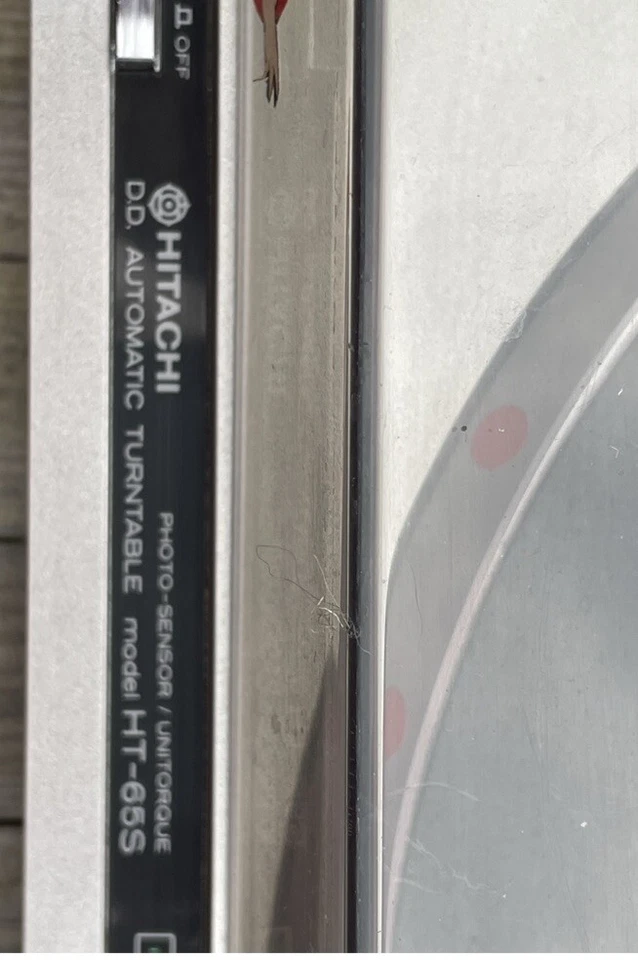 OFF
HITACHI
D.D. AUTOMATIC TURNTABLE model HT-65S
PHOTO-SENSOR / UNITORQUE